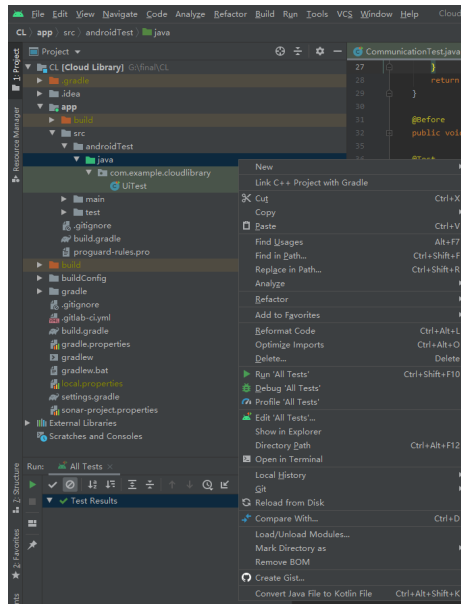 File Edit View Navigate Code Analyze Refactor Build Run Tools VCS Window Help Cloud
CL app src androidTest java
1: Project
Project
CommunicationTest.java
CL [Cloud Library] G:\final\CL
.gradle
.idea
app
build
src
androidTest
java
com.example.cloudlibrary
UiTest
main
test
.gitignore
build.gradle
proguard-rules.pro
build
buildConfig
gradle
.gitignore
.gitlab-ci.yml
build.gradle
gradle.properties
gradlew
gradlew.bat
local.properties
settings.gradle
sonar-project.properties
External Libraries
Scratches and Consoles
Resource Manager
27 }
28 return
29 }
30
31 @Before
32 public void
33
34 @Test
New
Link C++ Project with Gradle
Cut Ctrl+X
Copy
Paste Ctrl+V
Find Usages Alt+F7
Find in Path... Ctrl+Shift+F
Replace in Path... Ctrl+Shift+R
Analyze
Refactor
Add to Favorites
Reformat Code Ctrl+Alt+L
Optimize Imports Ctrl+Alt+O
Delete... Delete
Run 'All Tests' Ctrl+Shift+F10
Debug 'All Tests'
Profile 'All Tests'
Edit 'All Tests'...
Show in Explorer
Directory Path Ctrl+Alt+F12
Open in Terminal
Local History
Git
Reload from Disk
Compare With... Ctrl+D
Load/Unload Modules...
Mark Directory as
Remove BOM
Create Gist...
Convert Java File to Kotlin File Ctrl+Alt+Shift+K
Run: All Tests
Test Results
7: Structure
2: Favorites